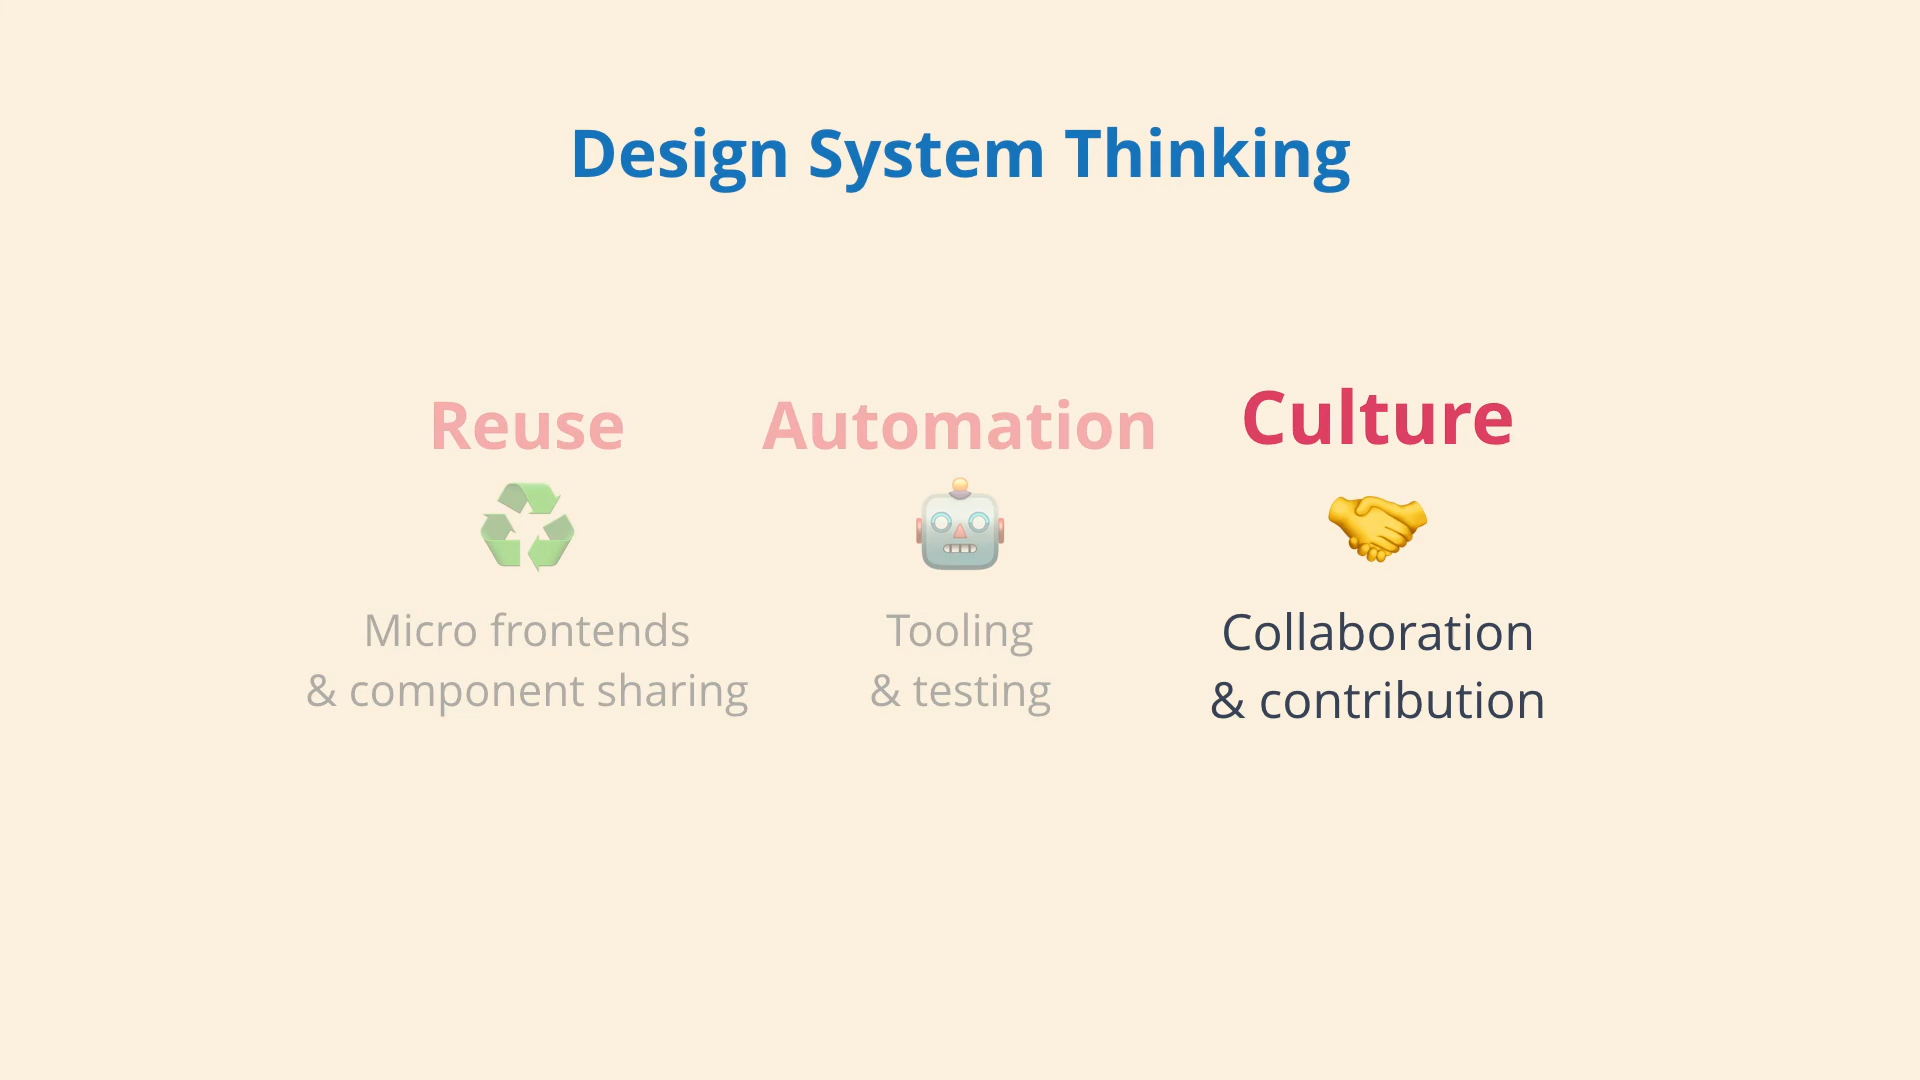 Design System Thinking
Reuse
Micro frontends
& component sharing
Automation
Tooling
& testing
Culture
Collaboration
& contribution